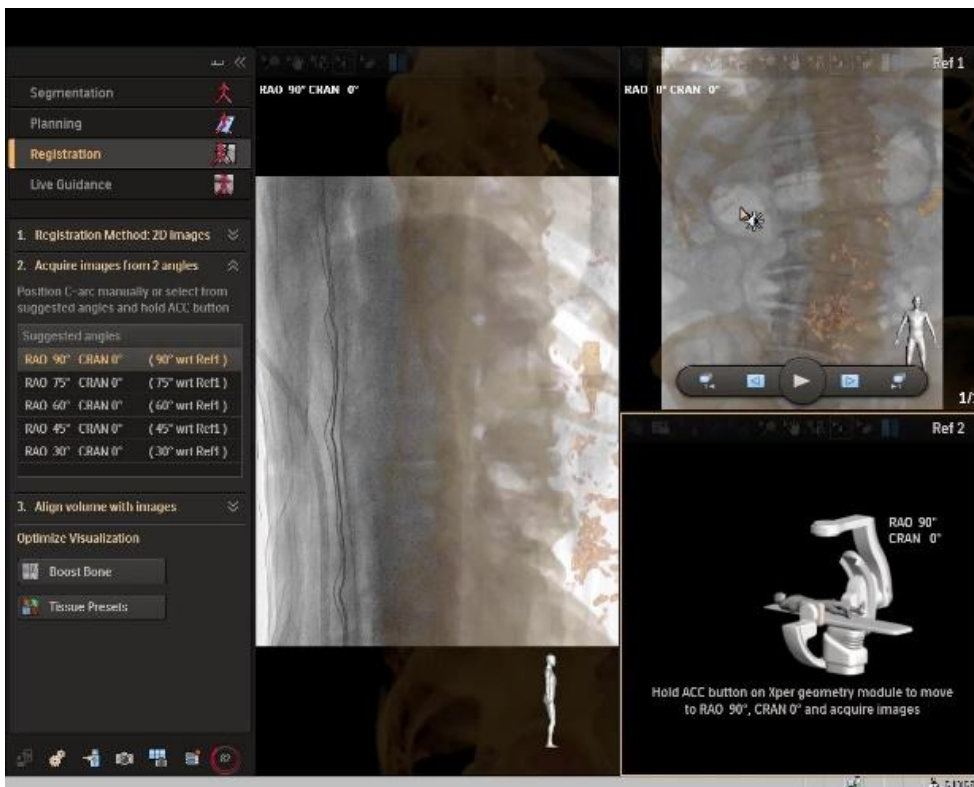 Segmentation
Planning
Registration
Live Guidance
1. Registration Method: 2D Images
2. Acquire images from 2 angles
Position C-arc manually or select from
suggested angles and hold ACC button
Suggested angles
RAO 90° CRAN 0° (90° wrt Ref1)
RAO 75° CRAN 0° (75° wrt Ref1)
RAO 60° CRAN 0° (60° wrt Ref1)
RAO 45° CRAN 0° (45° wrt Ref1)
RAO 30° CRAN 0° (30° wrt Ref1)
3. Align volume with images
Optimize Visualization
Boost Bone
Tissue Presets
RAO 90° CRAN 0°
Ref 1
RAO 0° CRAN 0°
Ref 2
RAO 90°
CRAN 0°
Hold ACC button on Xper geometry module to move
to RAO 90°, CRAN 0° and acquire images